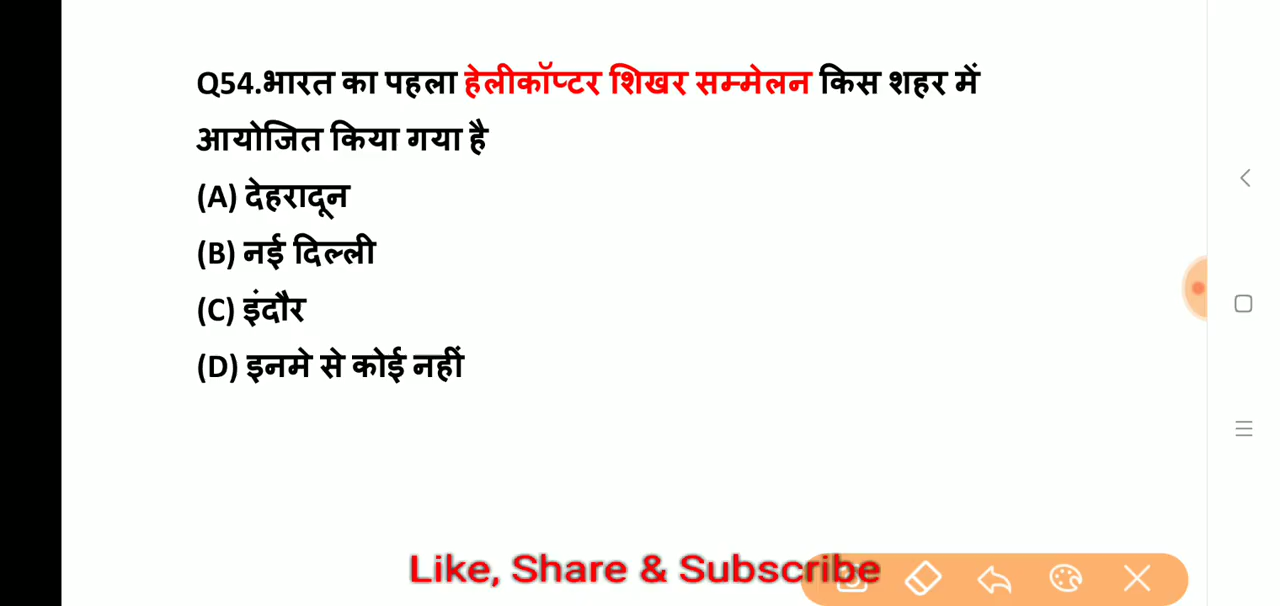 Q54.भारत का पहला हेलीकॉप्टर शिखर सम्मेलन किस शहर में
आयोजित किया गया है
(A) देहरादून
(B) नई दिल्ली
(C) इंदौर
(D) इनमे से कोई नहीं
Like, Share & Subscribe